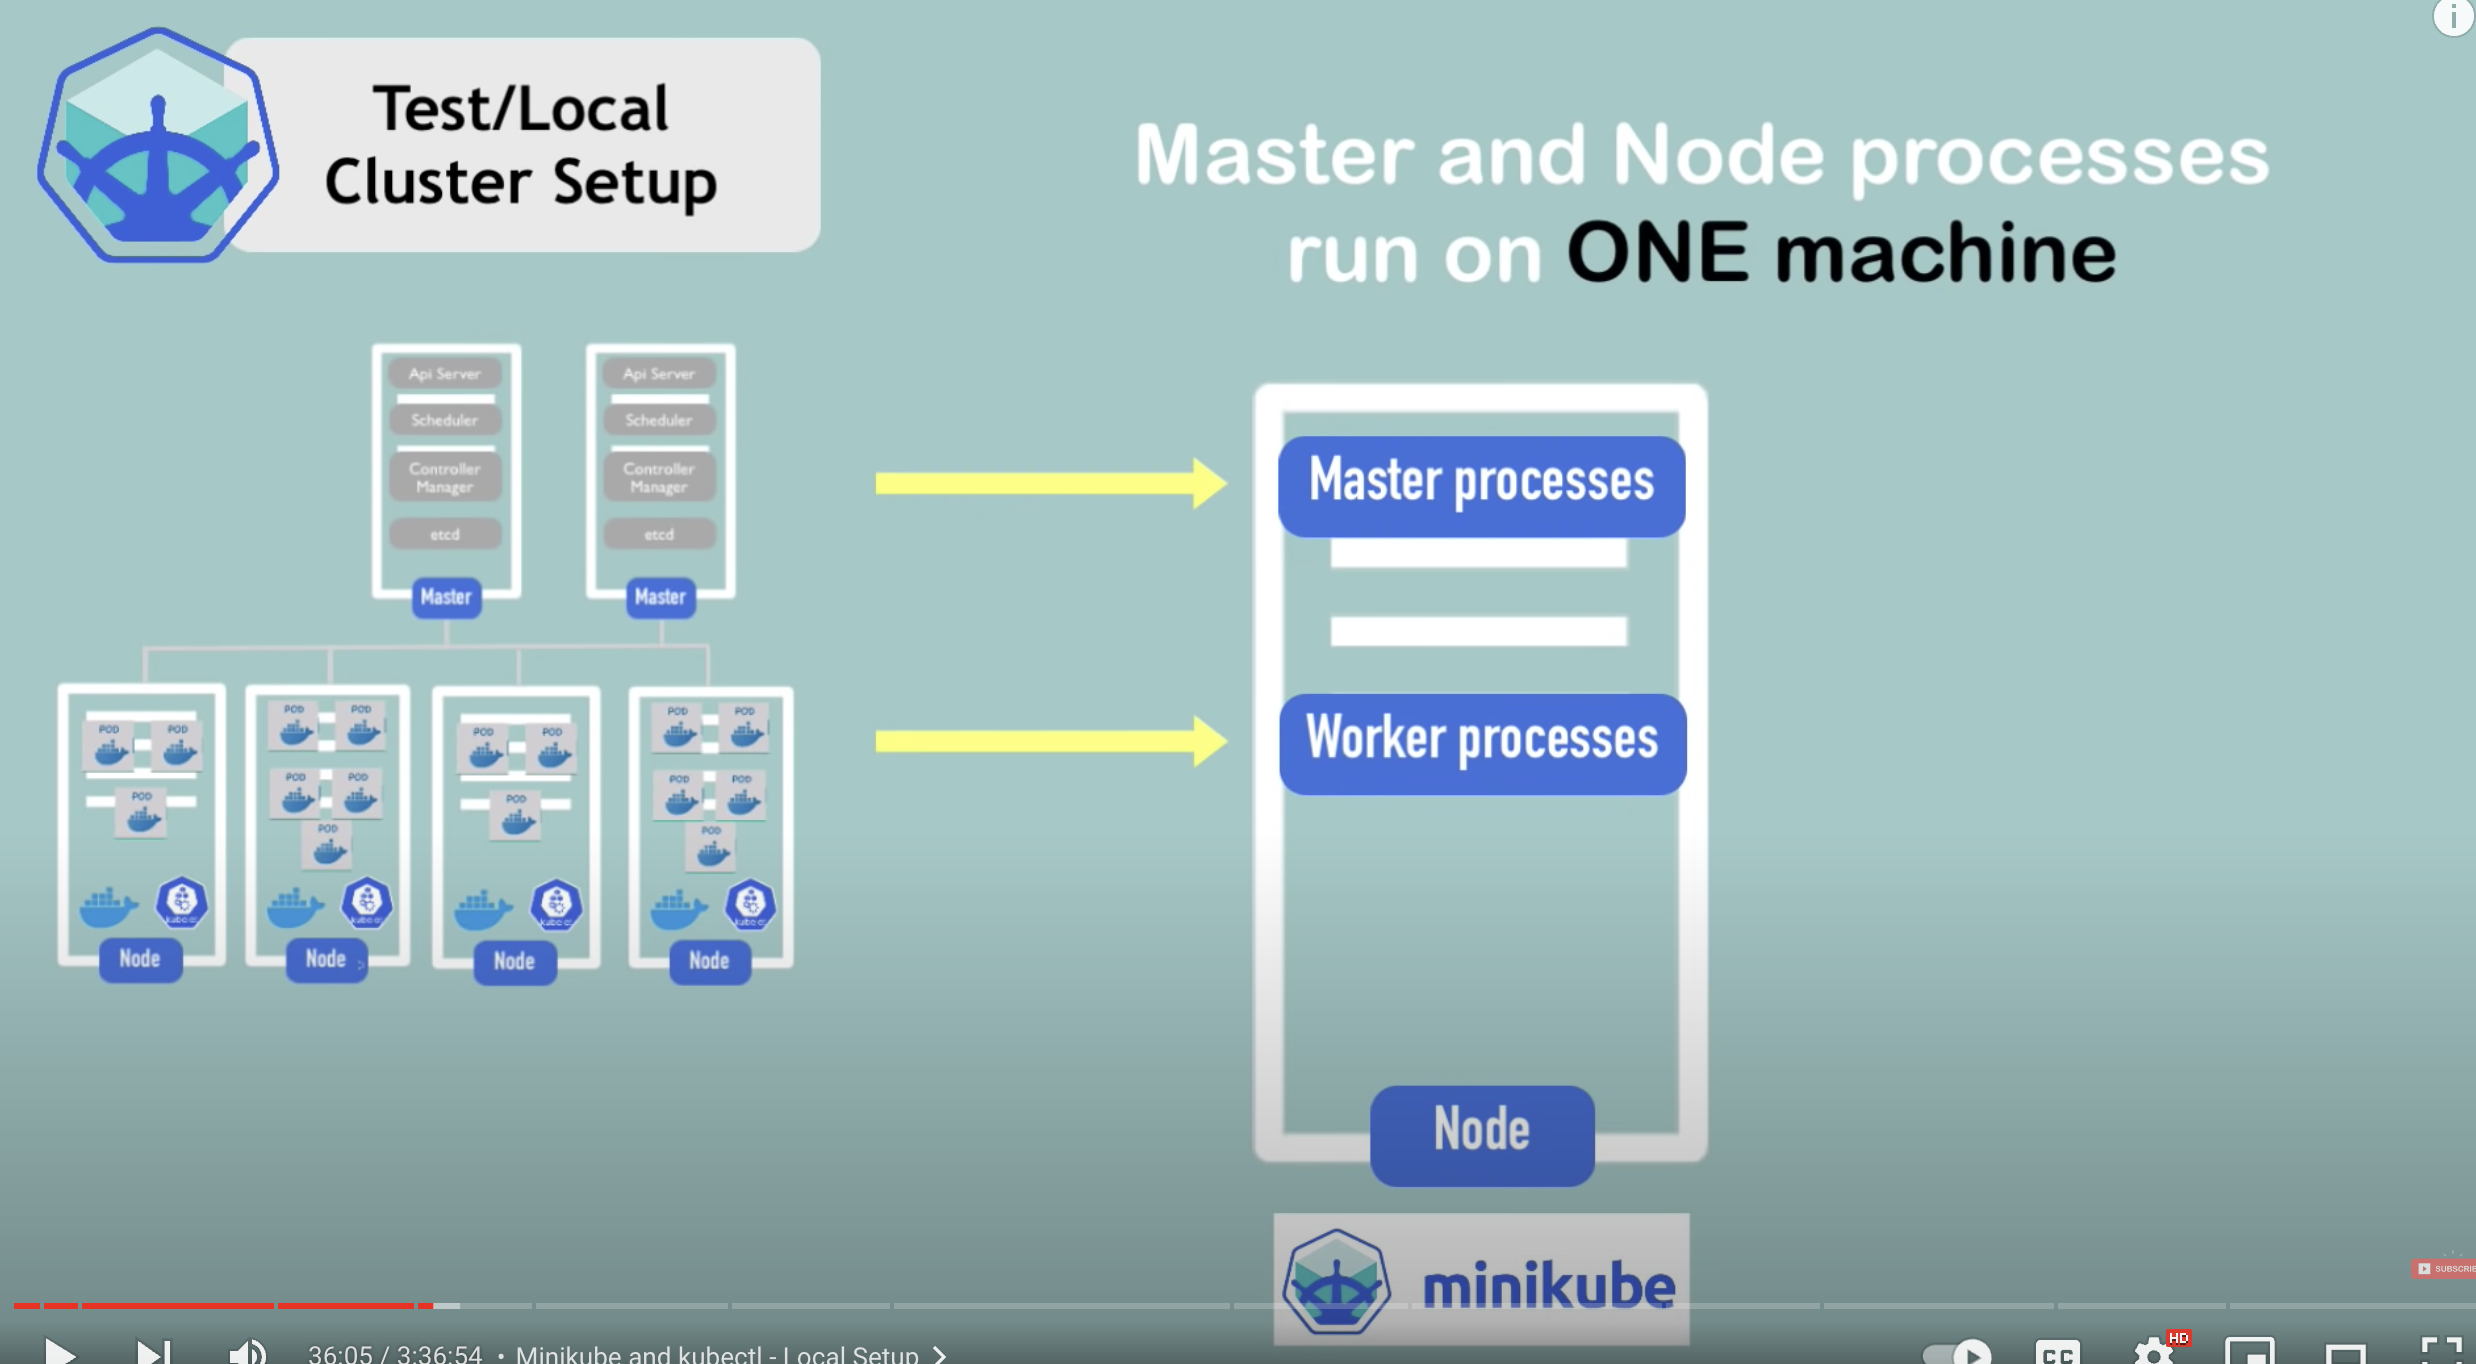 Test/Local
Cluster Setup
Master and Node processes
run on ONE machine
Api Server
Scheduler
Controller
Manager
etcd
Master
Api Server
Scheduler
Controller
Manager
etcd
Master
POD POD
POD
Node
POD POD
POD POD
POD
Node
POD POD
POD
Node
POD POD
POD POD
POD
Node
Master processes
Worker processes
Node
minikube
SUBSCRIBE
36:05 / 3:36:54 • Minikube and kubectl - Local Setup
CC
HD